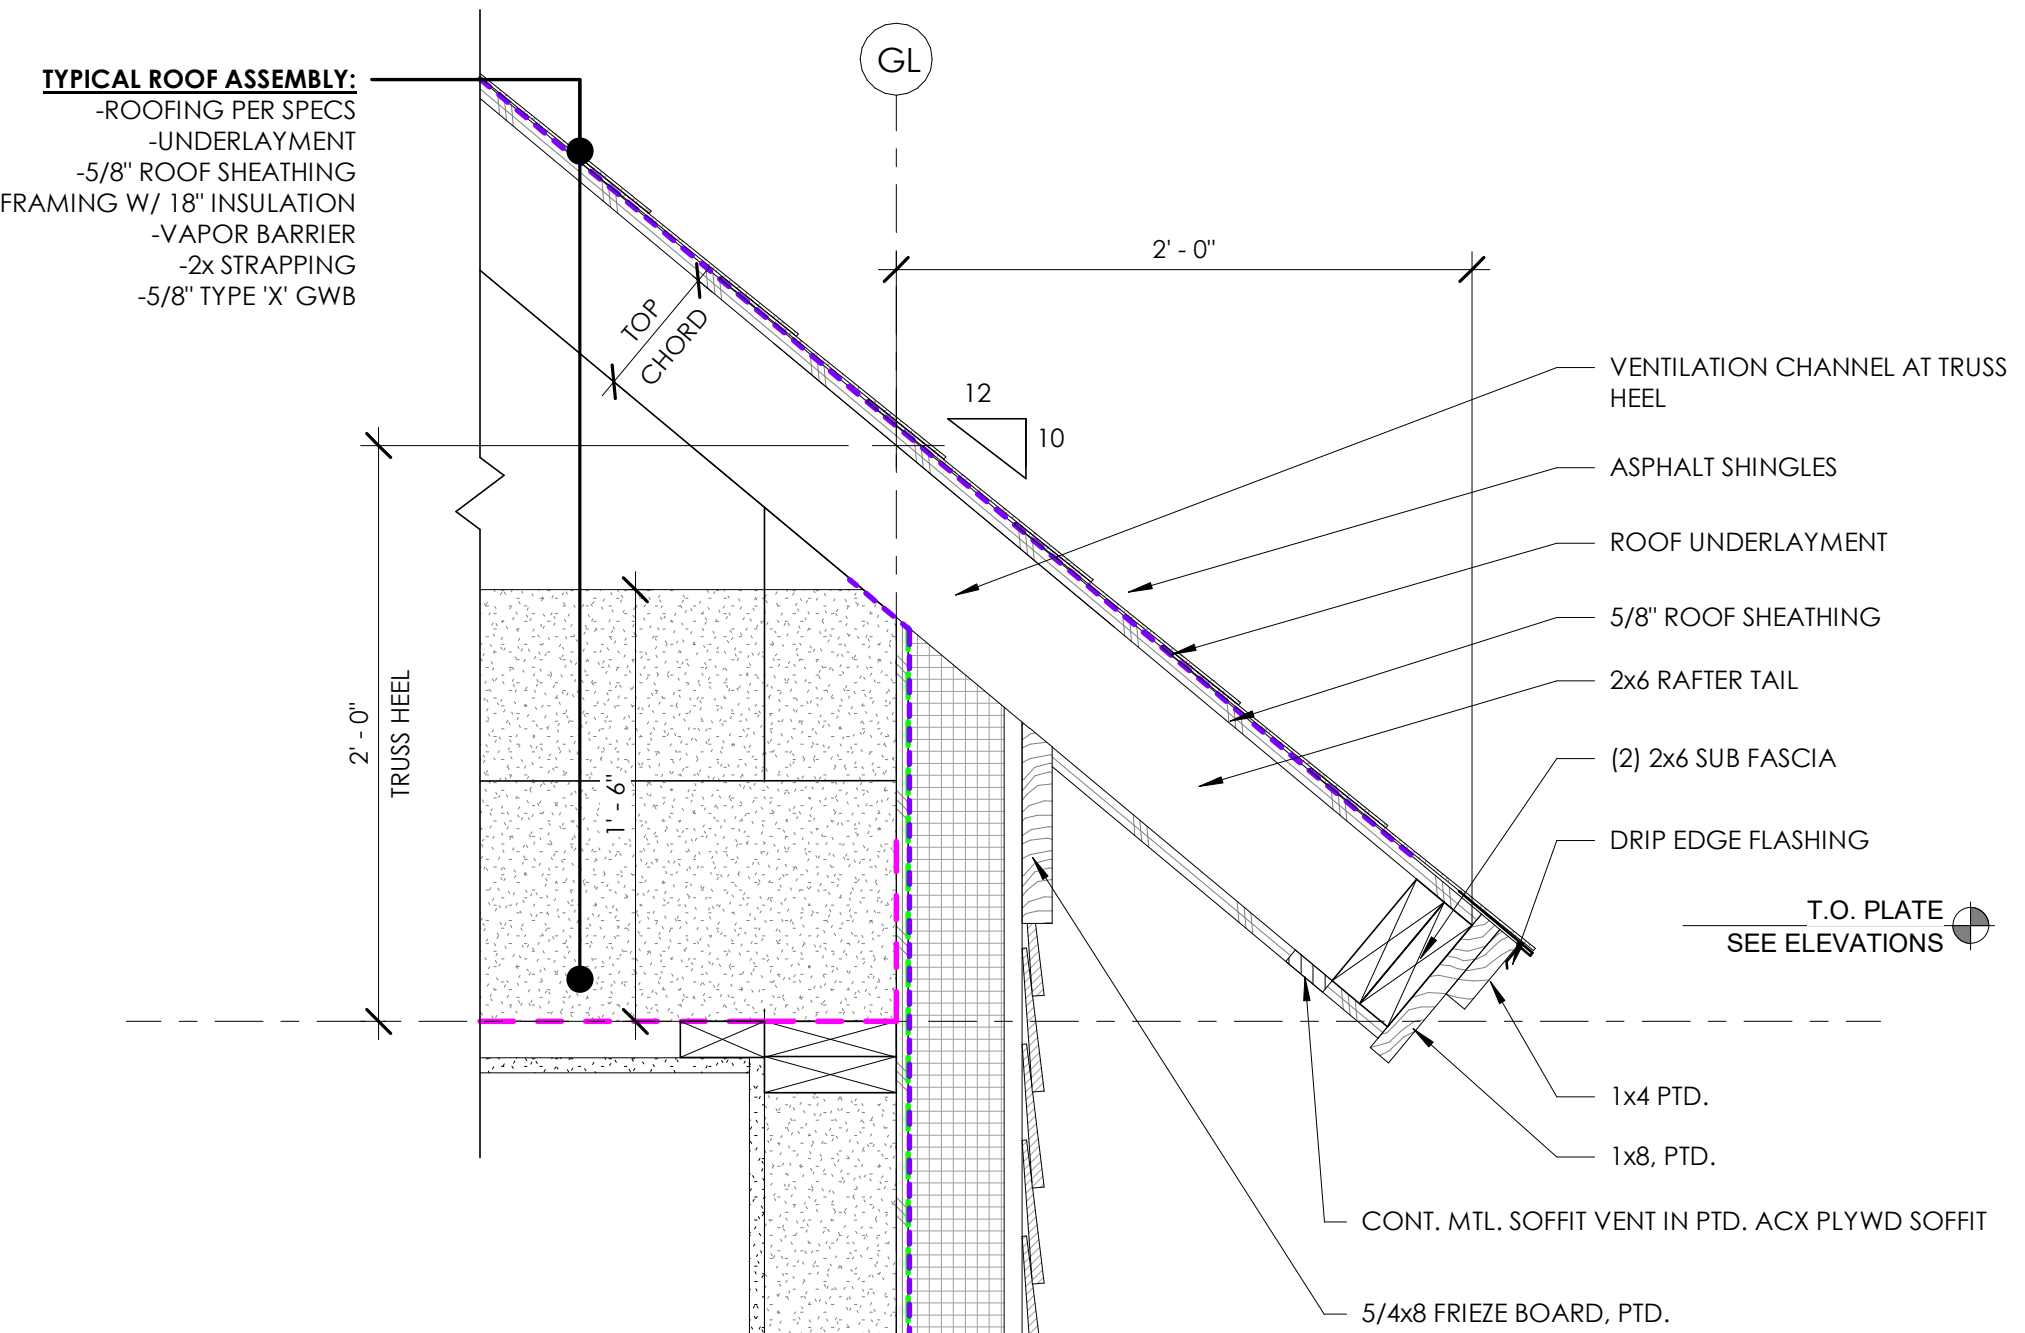 TYPICAL ROOF ASSEMBLY:
-ROOFING PER SPECS
-UNDERLAYMENT
-5/8" ROOF SHEATHING
FRAMING W/ 18" INSULATION
-VAPOR BARRIER
-2x STRAPPING
-5/8" TYPE 'X' GWB
GL
2' - 0"
TOP
CHORD
12
10
2' - 0"
TRUSS HEEL
1' - 6"
VENTILATION CHANNEL AT TRUSS
HEEL
ASPHALT SHINGLES
ROOF UNDERLAYMENT
5/8" ROOF SHEATHING
2x6 RAFTER TAIL
(2) 2x6 SUB FASCIA
DRIP EDGE FLASHING
T.O. PLATE
SEE ELEVATIONS
1x4 PTD.
1x8, PTD.
CONT. MTL. SOFFIT VENT IN PTD. ACX PLYWD SOFFIT
5/4x8 FRIEZE BOARD, PTD.